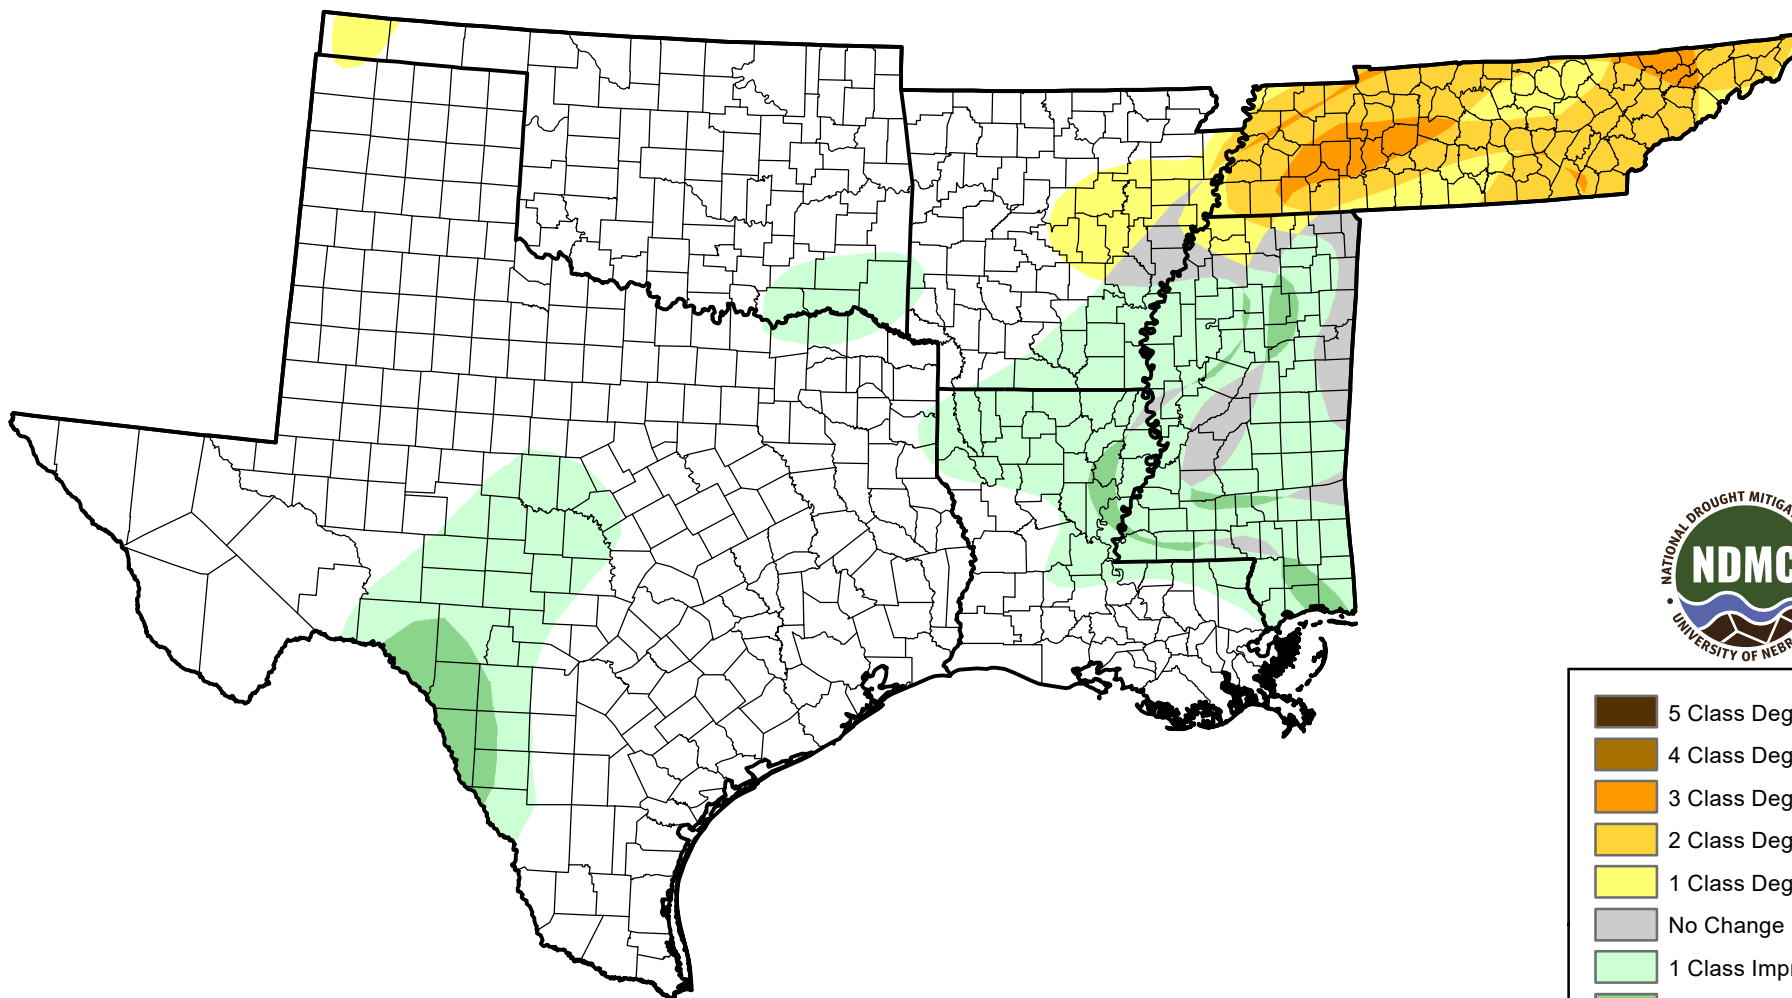 NATIONAL DROUGHT MITIGA
NDMC
UNIVERSITY OF NEBR
5 Class Deg
4 Class Deg
3 Class Deg
2 Class Deg
1 Class Deg
No Change
1 Class Impr